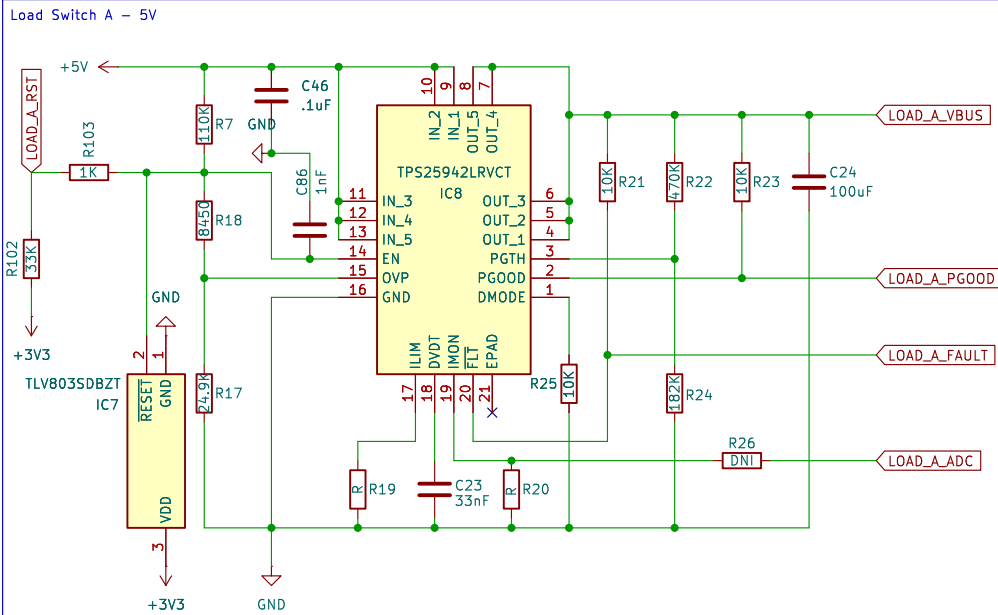 Load Switch A - 5V
+5V
LOAD_A_RST
R103
1K
R102
33K
+3V3
110K
R7
C46
.1uF
GND
C86
1nF
8450
R18
24.9K
R17
GND
TLV803SDBZT
IC7
2
1
RESET
GND
VDD
3
+3V3
10
9
8
7
IN_2
IN_1
OUT_5
OUT_4
TPS25942LRVCT
IC8
11
IN_3
12
IN_4
13
IN_5
14
EN
15
OVP
16
GND
OUT_3
6
OUT_2
5
OUT_1
4
PGTH
3
PGOOD
2
DMODE
1
ILIM
DVDT
IMON
FLT
EPAD
17
18
19
20
21
10K
R21
470K
R22
10K
R23
C24
100uF
R25
10K
182K
R24
R
R19
C23
33nF
R
R20
R26
DNI
LOAD_A_VBUS
LOAD_A_PGOOD
LOAD_A_FAULT
LOAD_A_ADC
GND